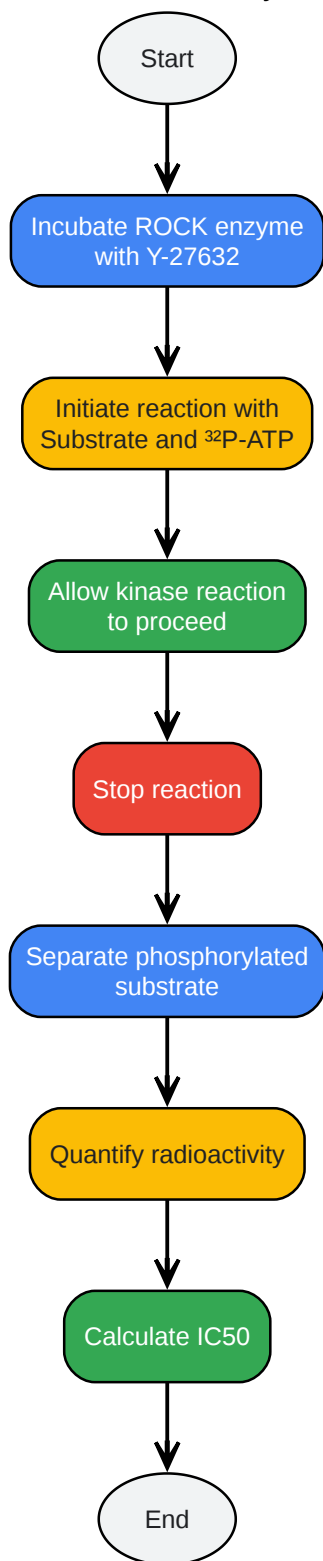 Start
Incubate ROCK enzyme
with Y-27632
Initiate reaction with
Substrate and ³²P-ATP
Allow kinase reaction
to proceed
Stop reaction
Separate phosphorylated
substrate
Quantify radioactivity
Calculate IC50
End